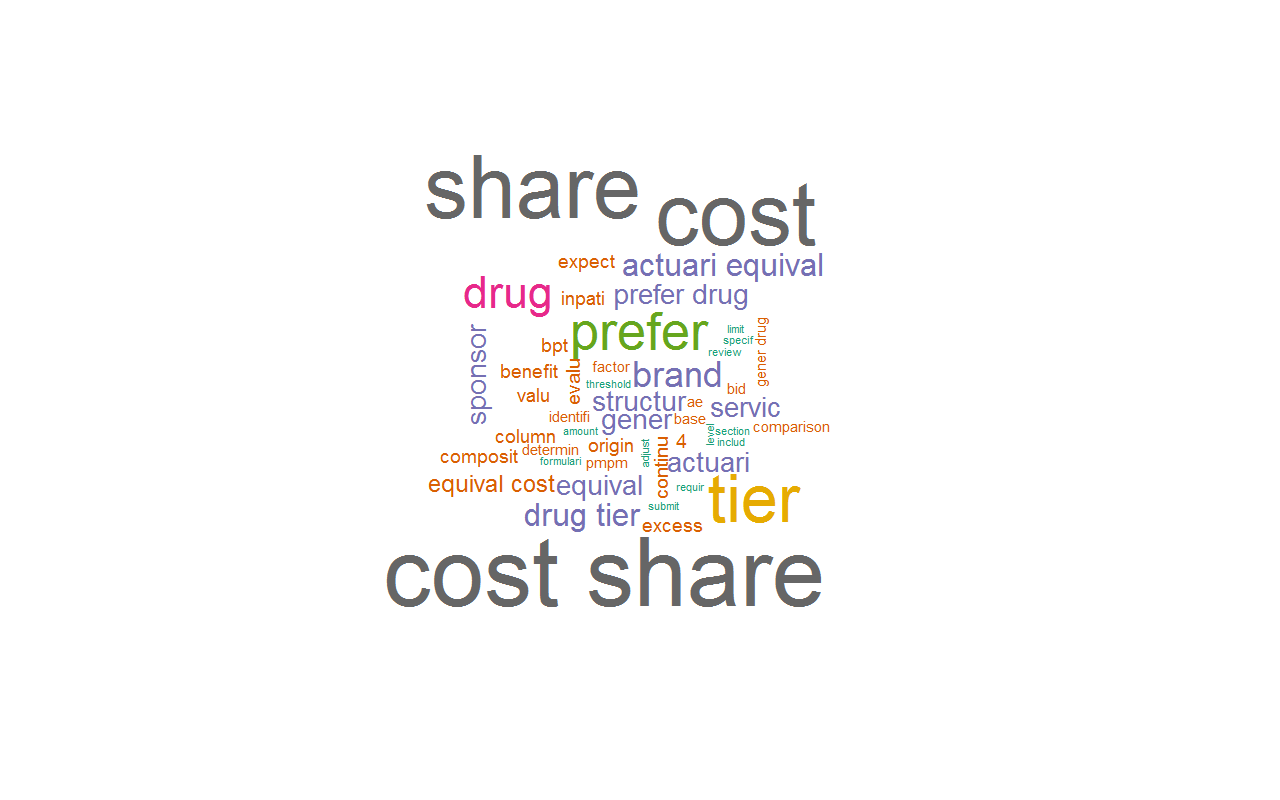 share
cost
expect
actuari equival
drug
inpati
prefer drug
sponsor
bpt
prefer
limit
specif
review
gener drug
benefit
evalu
factor
threshold
brand
bid
valu
structur
ae
servic
identifi
gener
base
comparison
column
amount
level
section
includ
composit
determin
origin
adjust
continu
4
formulari
pmpm
actuari
equival cost
equival
requir
tier
drug tier
submit
excess
cost share